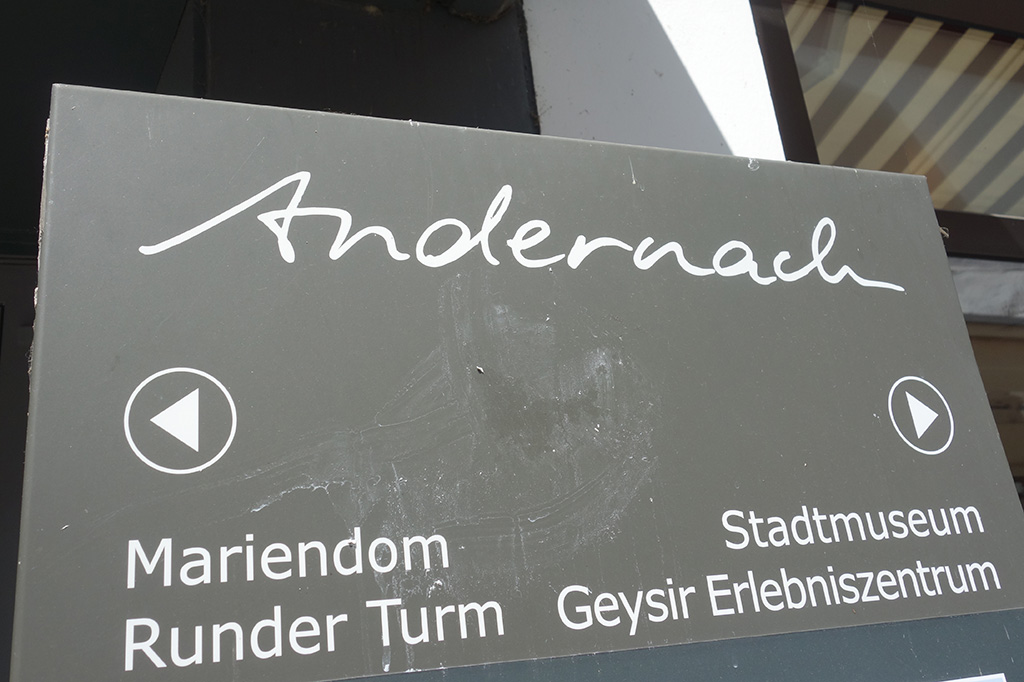 Andernach
Mariendom
Runder Turm
Stadtmuseum
Geysir Erlebniszentrum